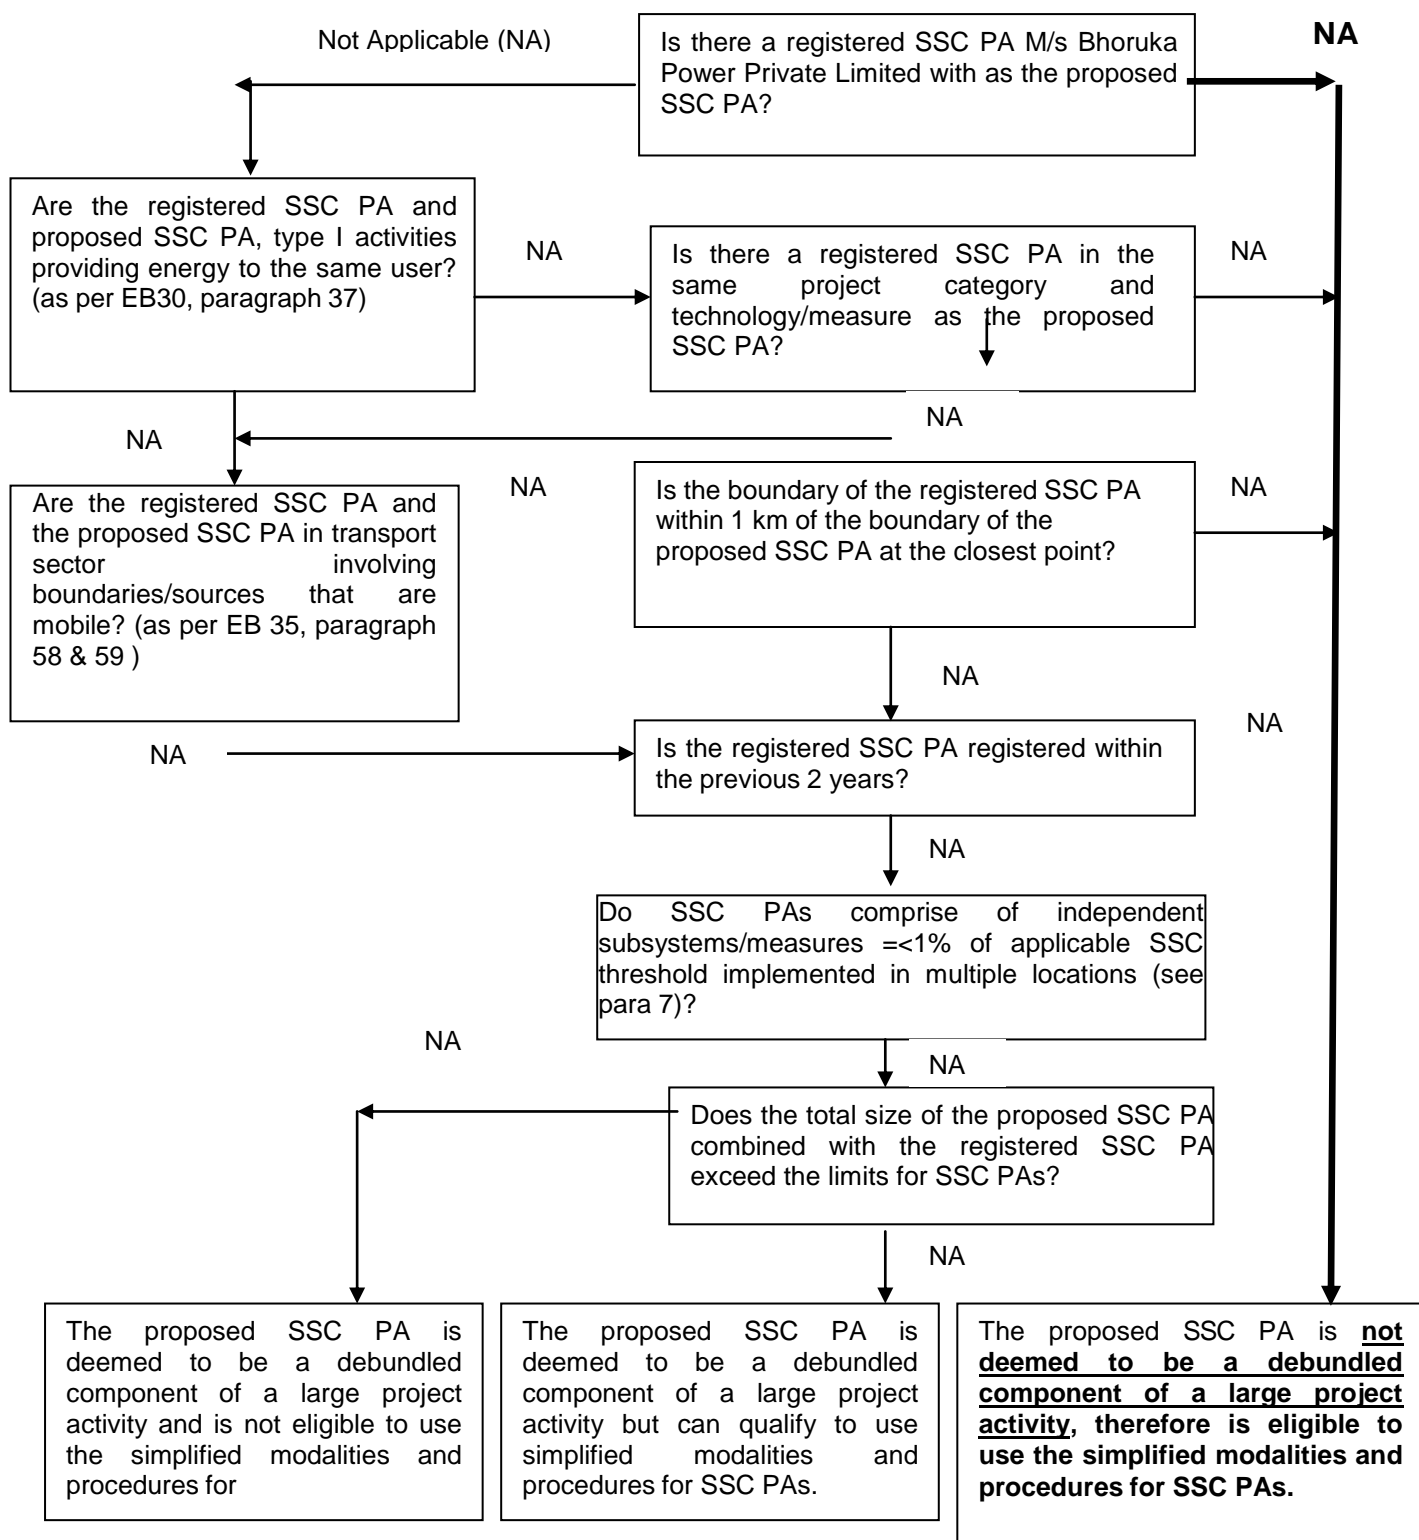 Not Applicable (NA)
Is there a registered SSC PA M/s Bhoruka
Power Private Limited with as the proposed
SSC PA?
NA
Are the registered SSC PA and
proposed SSC PA, type I activities
providing energy to the same user?
(as per EB30, paragraph 37)
NA
Is there a registered SSC PA in the
same project category and
technology/measure as the proposed
SSC PA?
NA
NA
NA
Are the registered SSC PA and
the proposed SSC PA in transport
sector involving
boundaries/sources that are
mobile? (as per EB 35, paragraph
58 & 59 )
NA
Is the boundary of the registered SSC PA
within 1 km of the boundary of the
proposed SSC PA at the closest point?
NA
NA
NA
NA
Is the registered SSC PA registered within
the previous 2 years?
NA
Do SSC PAs comprise of independent
subsystems/measures =<1% of applicable SSC
threshold implemented in multiple locations (see
para 7)?
NA
NA
Does the total size of the proposed SSC PA
combined with the registered SSC PA
exceed the limits for SSC PAs?
NA
The proposed SSC PA is
deemed to be a debundled
component of a large project
activity and is not eligible to use
the simplified modalities and
procedures for
The proposed SSC PA is
deemed to be a debundled
component of a large project
activity but can qualify to use
simplified modalities and
procedures for SSC PAs.
The proposed SSC PA is not
deemed to be a debundled
component of a large project
activity, therefore is eligible to
use the simplified modalities and
procedures for SSC PAs.